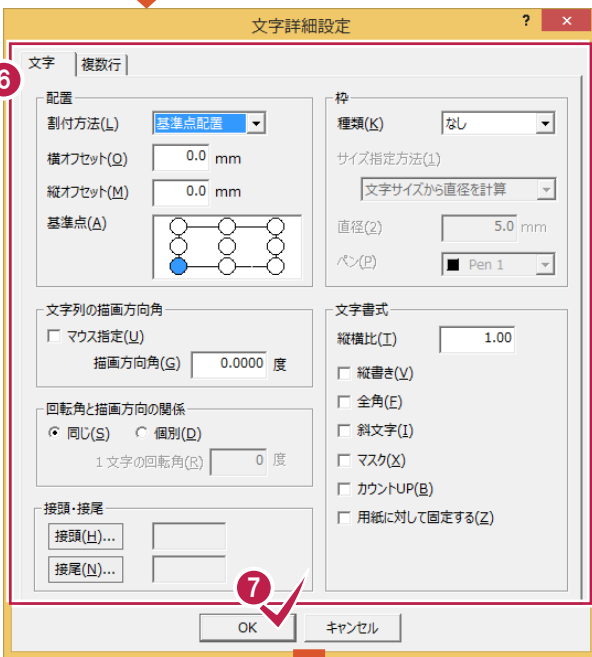 文字詳細設定 ? ×
6
文字 複数行
配置
割付方法(L) 基準点配置
横オフセット(O) 0.0 mm
縦オフセット(M) 0.0 mm
基準点(A)
枠
種類(K) なし
サイズ指定方法(1)
文字サイズから直径を計算
直径(2) 5.0 mm
ペン(P) Pen 1
文字列の描画方向角
マウス指定(U)
描画方向角(G) 0.0000 度
回転角と描画方向の関係
同じ(S) 個別(D)
1文字の回転角(R) 0 度
接頭・接尾
接頭(H)...
接尾(N)...
文字書式
縦横比(T) 1.00
縦書き(V)
全角(F)
斜文字(I)
マスク(X)
カウントUP(B)
用紙に対して固定する(Z)
7
OK キャンセル